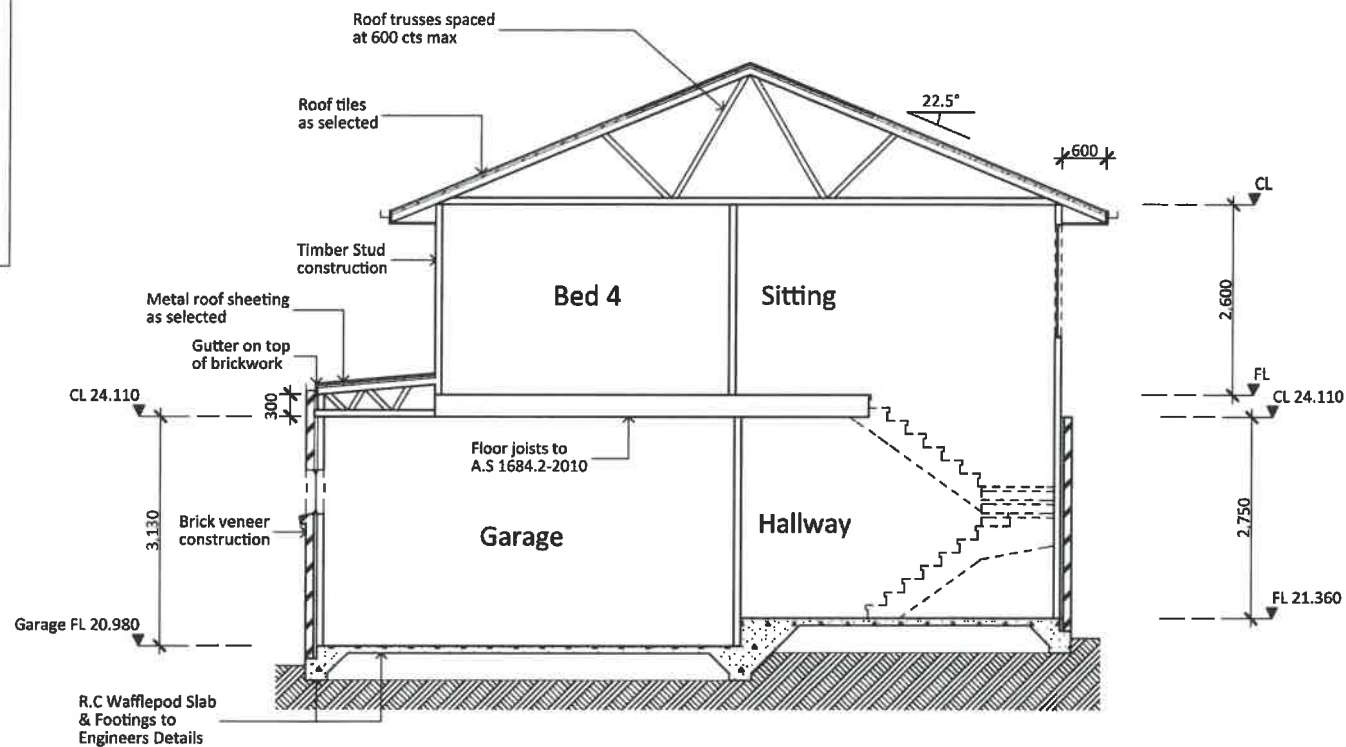 Roof trusses spaced
at 600 cts max
Roof tiles
as selected
22.5°
600
CL
Timber Stud
construction
Bed 4
Sitting
2,600
Metal roof sheeting
as selected
Gutter on top
of brickwork
FL
CL 24.110
300
CL 24.110
Floor joists to
A.S 1684.2-2010
3,130
Brick veneer
construction
Garage
Hallway
2,750
Garage FL 20.980
FL 21.360
R.C Wafflepod Slab
& Footings to
Engineers Details